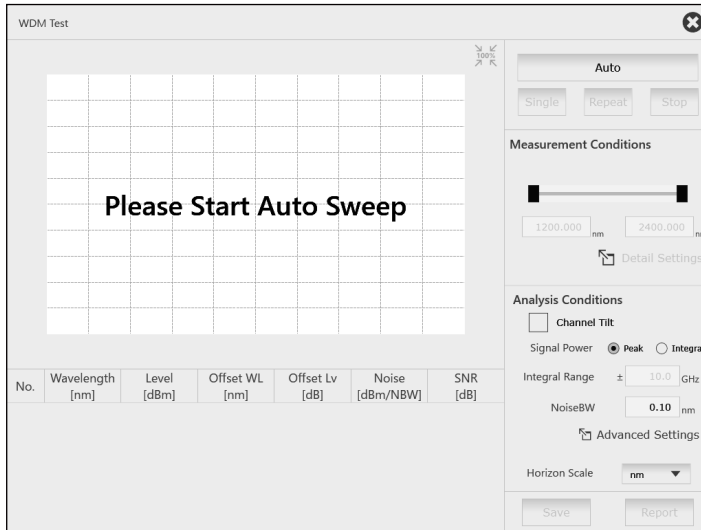 WDM Test
100%
Please Start Auto Sweep
Auto
Single Repeat Stop
Measurement Conditions
1200.000 nm 2400.000
Detail Settings
Analysis Conditions
Channel Tilt
Signal Power Peak
Integral Range ± 10.0 GHz
NoiseBW 0.10 nm
Advanced Settings
Horizon Scale nm
Save Report
No. Wavelength [nm] Level [dBm] Offset WL [nm] Offset Lv [dB] Noise [dBm/NBW] SNR [dB]